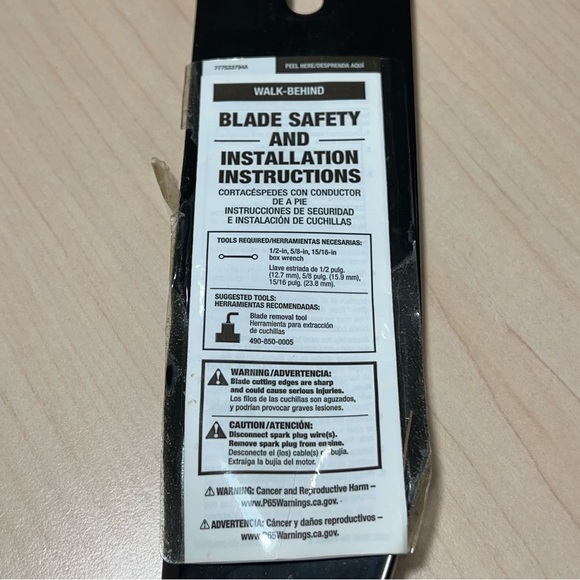 777S33794A
PEEL HERE/DESPRENDA AQUÍ
WALK-BEHIND
BLADE SAFETY
AND
INSTALLATION
INSTRUCTIONS
CORTACÉSPEDES CON CONDUCTOR
DE A PIE
INSTRUCCIONES DE SEGURIDAD
E INSTALACIÓN DE CUCHILLAS
TOOLS REQUIRED/HERRAMIENTAS NECESARIAS:
1/2-in, 5/8-in, 15/16-in
box wrench
Llave estriada de 1/2 pulg.
(12.7 mm), 5/8 pulg. (15.9 mm),
15/16 pulg. (23.8 mm).
SUGGESTED TOOLS:
HERRAMIENTAS RECOMENDADAS:
Blade removal tool
Herramienta para extracción
de cuchillas
490-850-0005
WARNING/ADVERTENCIA:
Blade cutting edges are sharp
and could cause serious injuries.
Los filos de las cuchillas son aguzados,
y podrían provocar graves lesiones.
CAUTION/ATENCIÓN:
Disconnect spark plug wire(s).
Remove spark plug from engine.
Desconecte el (los) cable(s) de bujía.
Extraiga la bujía del motor.
WARNING: Cancer and Reproductive Harm –
www.P65Warnings.ca.gov.
ADVERTENCIA: Cáncer y daños reproductivos –
www.P65Warnings.ca.gov.